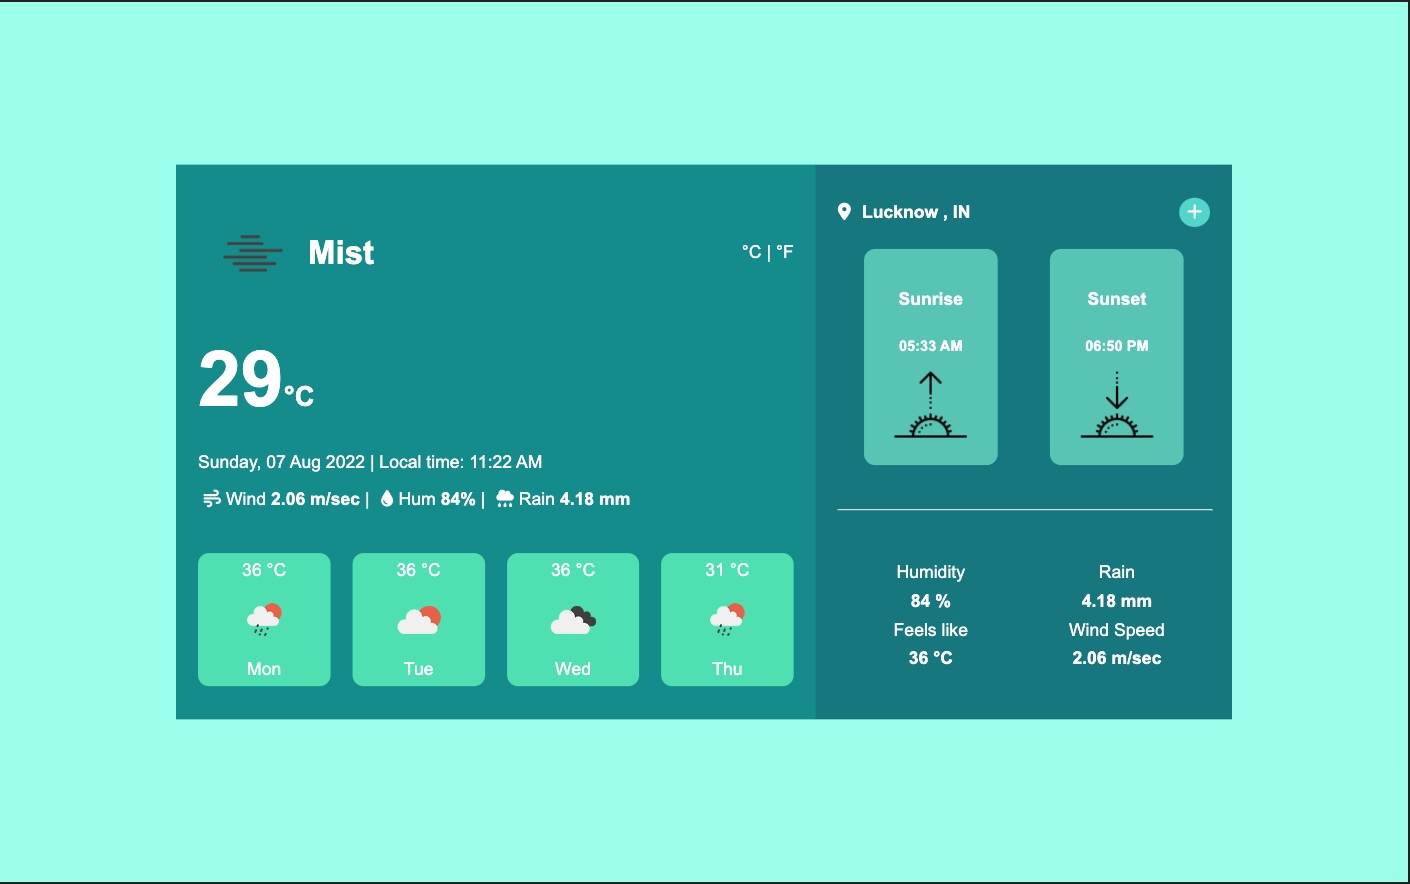 Mist
°C | °F
29°C
Sunday, 07 Aug 2022 | Local time: 11:22 AM
Wind 2.06 m/sec | Hum 84% | Rain 4.18 mm
36 °C
Mon
36 °C
Tue
36 °C
Wed
31 °C
Thu
Lucknow , IN
Sunrise
05:33 AM
Sunset
06:50 PM
Humidity
84 %
Feels like
36 °C
Rain
4.18 mm
Wind Speed
2.06 m/sec